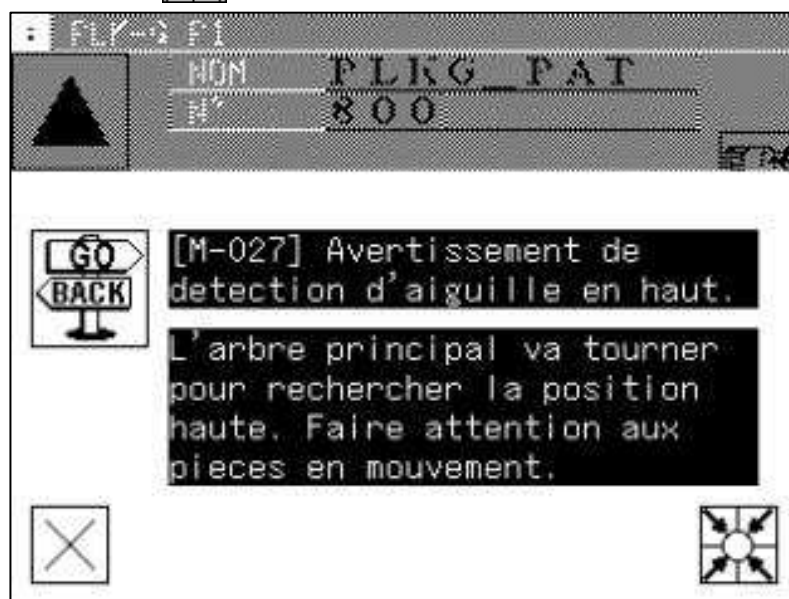 NOM PLKG_PAT
N° 800
GO
BACK
[M-027] Avertissement de
detection d'aiguille en haut.
L'arbre principal va tourner
pour rechercher la position
haute. Faire attention aux
pieces en mouvement.